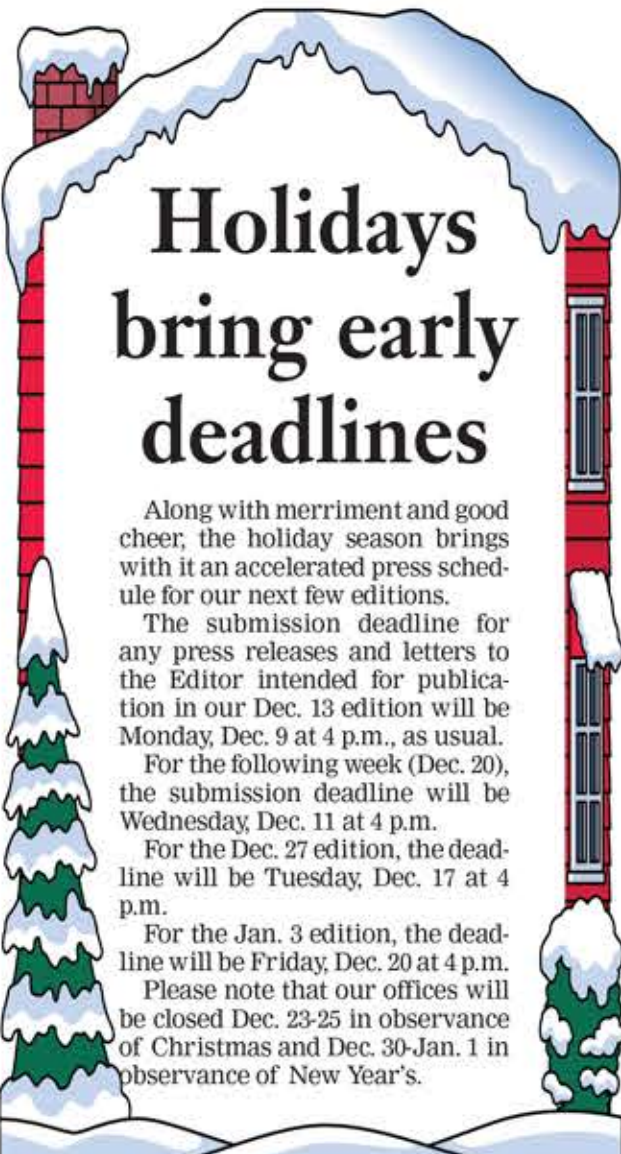 Holidays
bring early
deadlines
Along with merriment and good
cheer, the holiday season brings
with it an accelerated press sched-
ule for our next few editions.
The submission deadline for
any press releases and letters to
the Editor intended for publica-
tion in our Dec. 13 edition will be
Monday, Dec. 9 at 4 p.m., as usual.
For the following week (Dec. 20),
the submission deadline will be
Wednesday, Dec. 11 at 4 p.m.
For the Dec. 27 edition, the dead-
line will be Tuesday, Dec. 17 at 4
p.m.
For the Jan. 3 edition, the dead-
line will be Friday, Dec. 20 at 4 p.m.
Please note that our offices will
be closed Dec. 23-25 in observance
of Christmas and Dec. 30-Jan. 1 in
observance of New Year's.